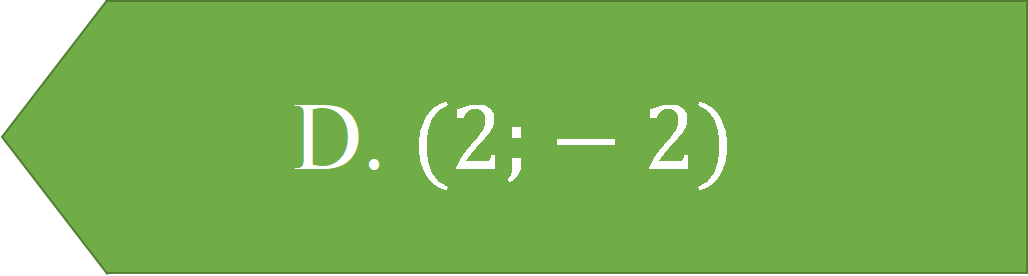 D. (2; − 2)